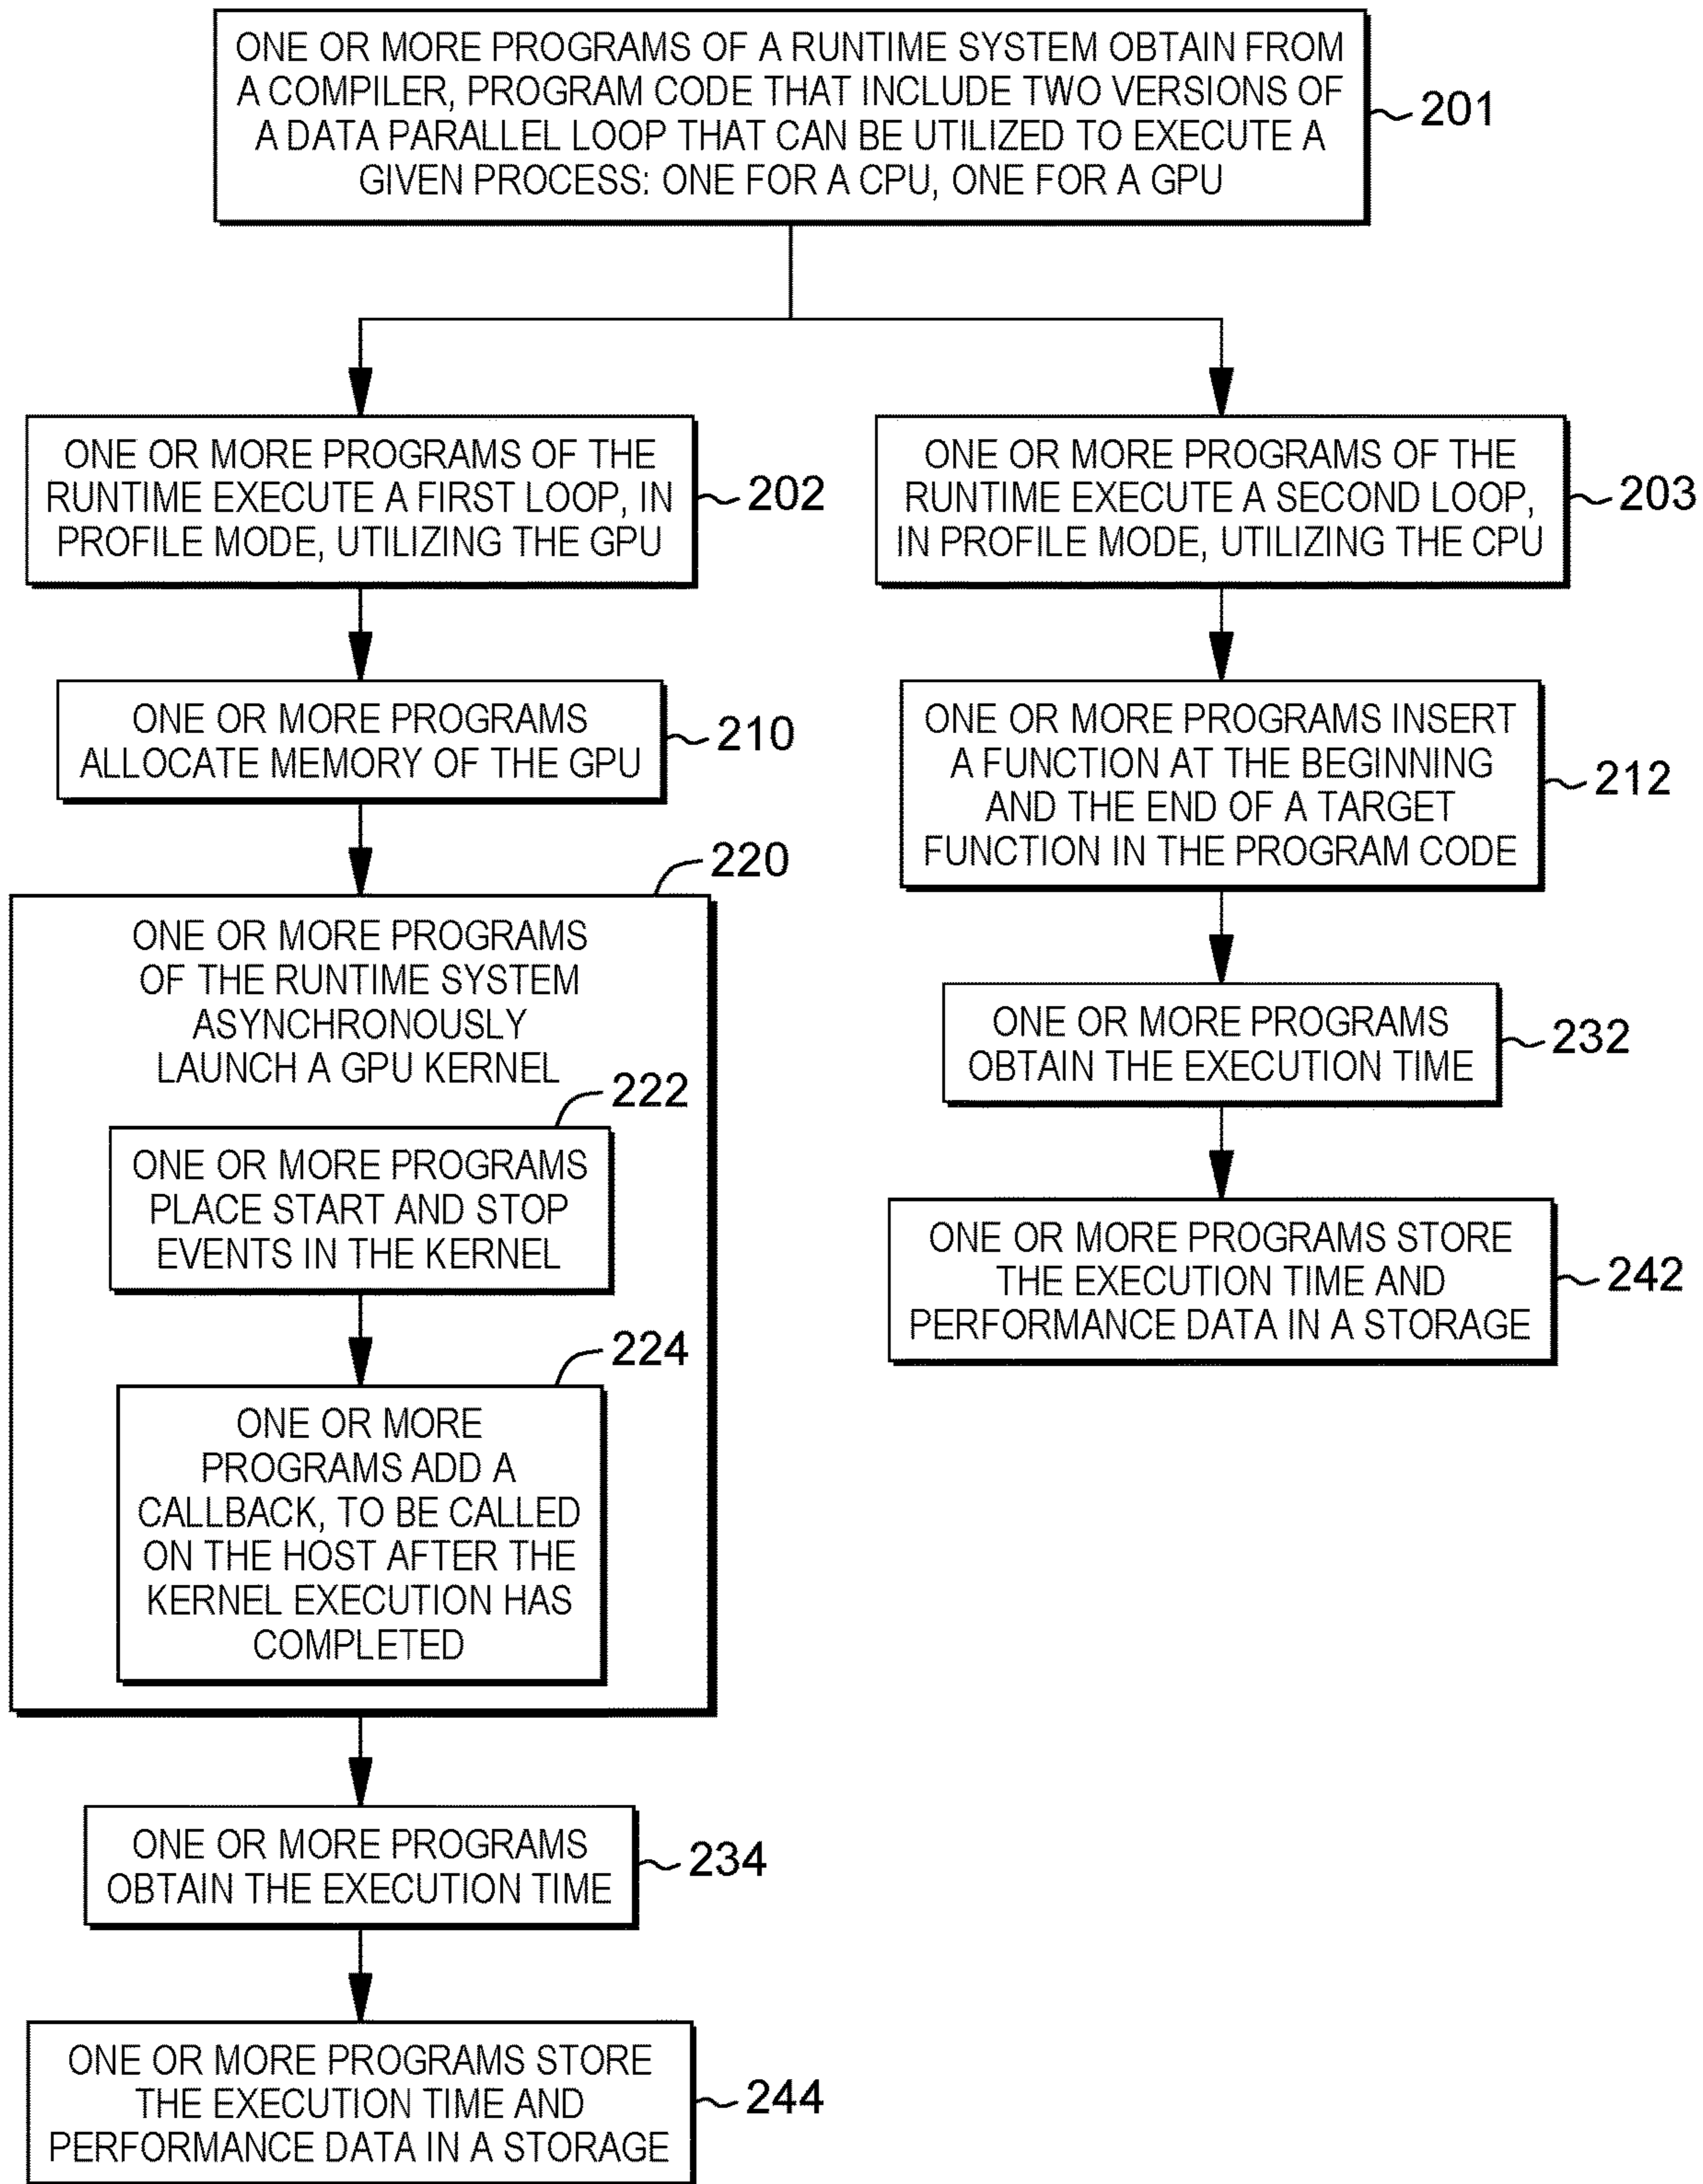 ONE OR MORE PROGRAMS OF A RUNTIME SYSTEM OBTAIN FROM
A COMPILER, PROGRAM CODE THAT INCLUDE TWO VERSIONS OF
A DATA PARALLEL LOOP THAT CAN BE UTILIZED TO EXECUTE A
GIVEN PROCESS: ONE FOR A CPU, ONE FOR A GPU
201
ONE OR MORE PROGRAMS OF THE
RUNTIME EXECUTE A FIRST LOOP, IN
PROFILE MODE, UTILIZING THE GPU
202
ONE OR MORE PROGRAMS OF THE
RUNTIME EXECUTE A SECOND LOOP,
IN PROFILE MODE, UTILIZING THE CPU
203
ONE OR MORE PROGRAMS
ALLOCATE MEMORY OF THE GPU
210
ONE OR MORE PROGRAMS INSERT
A FUNCTION AT THE BEGINNING
AND THE END OF A TARGET
FUNCTION IN THE PROGRAM CODE
212
220
ONE OR MORE PROGRAMS
OF THE RUNTIME SYSTEM
ASYNCHRONOUSLY
LAUNCH A GPU KERNEL
222
ONE OR MORE PROGRAMS
PLACE START AND STOP
EVENTS IN THE KERNEL
224
ONE OR MORE
PROGRAMS ADD A
CALLBACK, TO BE CALLED
ON THE HOST AFTER THE
KERNEL EXECUTION HAS
COMPLETED
ONE OR MORE PROGRAMS
OBTAIN THE EXECUTION TIME
232
ONE OR MORE PROGRAMS STORE
THE EXECUTION TIME AND
PERFORMANCE DATA IN A STORAGE
242
ONE OR MORE PROGRAMS
OBTAIN THE EXECUTION TIME
234
ONE OR MORE PROGRAMS STORE
THE EXECUTION TIME AND
PERFORMANCE DATA IN A STORAGE
244